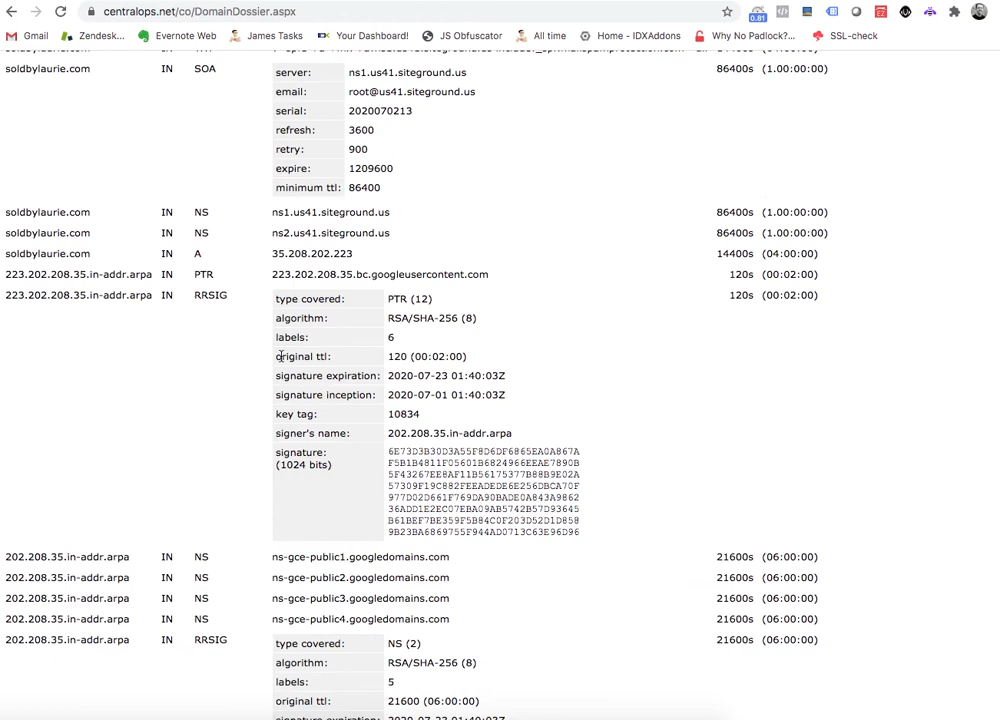 centralops.net/co/DomainDossier.aspx
0.81
Gmail Zendesk... Evernote Web James Tasks Your Dashboard! JS Obfuscator All time Home - IDXAddons Why No Padlock?... SSL-check
soldbylaurie.com IN SOA server: ns1.us41.siteground.us 86400s (1.00:00:00)
email: root@us41.siteground.us
serial: 2020070213
refresh: 3600
retry: 900
expire: 1209600
minimum ttl: 86400
soldbylaurie.com IN NS ns1.us41.siteground.us 86400s (1.00:00:00)
soldbylaurie.com IN NS ns2.us41.siteground.us 86400s (1.00:00:00)
soldbylaurie.com IN A 35.208.202.223 14400s (04:00:00)
223.202.208.35.in-addr.arpa IN PTR 223.202.208.35.bc.googleusercontent.com 120s (00:02:00)
223.202.208.35.in-addr.arpa IN RRSIG type covered: PTR (12) 120s (00:02:00)
algorithm: RSA/SHA-256 (8)
labels: 6
original ttl: 120 (00:02:00)
signature expiration: 2020-07-23 01:40:03Z
signature inception: 2020-07-01 01:40:03Z
key tag: 10834
signer's name: 202.208.35.in-addr.arpa
signature: 6E73D3B30D3A55F8D6DF6865EA0A867A
(1024 bits) F5B1B4811F05601B6824966EEAE7890B
5F43267EE8AF11B56175377B88B9E02A
57309F19C882FEEADEDE6E256DBCA70F
977D02D661F769DA90BADE0A843A9862
36ADD1E2EC07EBA09AB5742B57D93645
B61BEF7BE359F5B84C0F203D52D1D858
9B23BA6869755F944AD0713C63E96D96
202.208.35.in-addr.arpa IN NS ns-gce-public1.googledomains.com 21600s (06:00:00)
202.208.35.in-addr.arpa IN NS ns-gce-public2.googledomains.com 21600s (06:00:00)
202.208.35.in-addr.arpa IN NS ns-gce-public3.googledomains.com 21600s (06:00:00)
202.208.35.in-addr.arpa IN NS ns-gce-public4.googledomains.com 21600s (06:00:00)
202.208.35.in-addr.arpa IN RRSIG type covered: NS (2) 21600s (06:00:00)
algorithm: RSA/SHA-256 (8)
labels: 5
original ttl: 21600 (06:00:00)